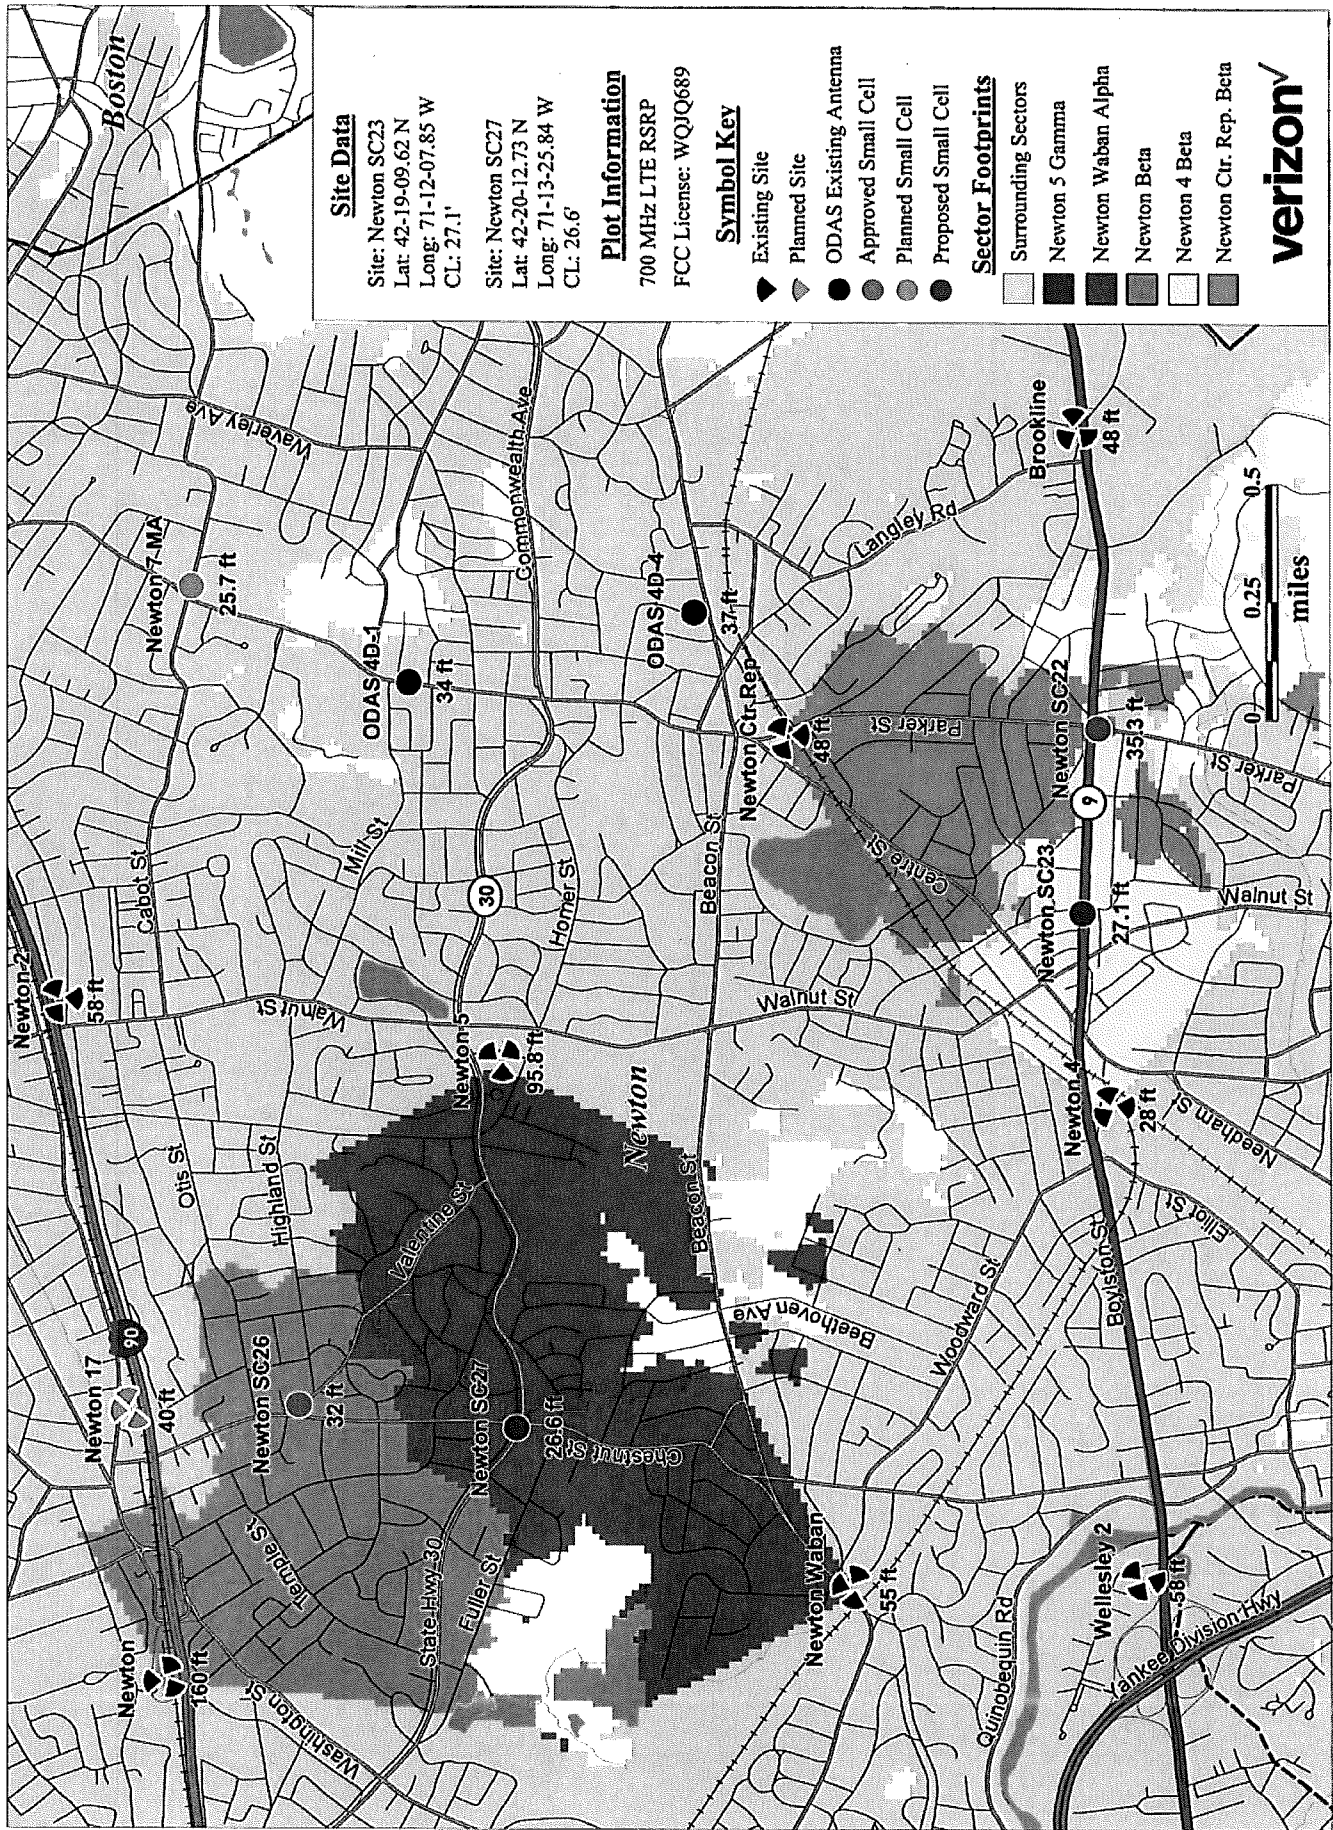 Boston
Site Data
Site: Newton SC23
Lat: 42-19-09.62 N
Long: 71-12-07.85 W
CL: 27.1'
Site: Newton SC27
Lat: 42-20-12.73 N
Long: 71-13-25.84 W
CL: 26.6'
Plot Information
700 MHz LTE RSRP
FCC License: WQJQ689
Symbol Key
Existing Site
Planned Site
ODAS Existing Antenna
Approved Small Cell
Planned Small Cell
Proposed Small Cell
Sector Footprints
Surrounding Sectors
Newton 5 Gamma
Newton Waban Alpha
Newton Beta
Newton 4 Beta
Newton Ctr. Rep. Beta
verizon✓
Newton
160 ft
Newton 17
40 ft
90
Newton 2
58 ft
Newton 7-MA
25.7 ft
Waverley Ave
Cabot St
Otis St
Highland St
Walnut St
Mill St
ODAS 4D-1
34 ft
Commonwealth Ave
Newton SC26
32 ft
Temple St
Washington St
State Hwy 30
Fuller St
Valentine St
Newton SC27
26.6 ft
Chestnut St
Newton 5
95.8 ft
30
Homer St
Newton
Beacon St
Beacon St
Walnut St
ODAS 4D-4
37 ft
Newton Ctr Rep
48 ft
Centre St
Parker St
Langley Rd
Newton Waban
55 ft
Beethoven Ave
Woodward St
Quinobequin Rd
Wellesley 2
58 ft
Yankee Division Hwy
Boylston St
Elliot St
Newton 4
28 ft
Needham St
Newton SC23
27.1 ft
Walnut St
9
Newton SC22
35.3 ft
Parker St
Brookline
48 ft
0 0.25 0.5
miles